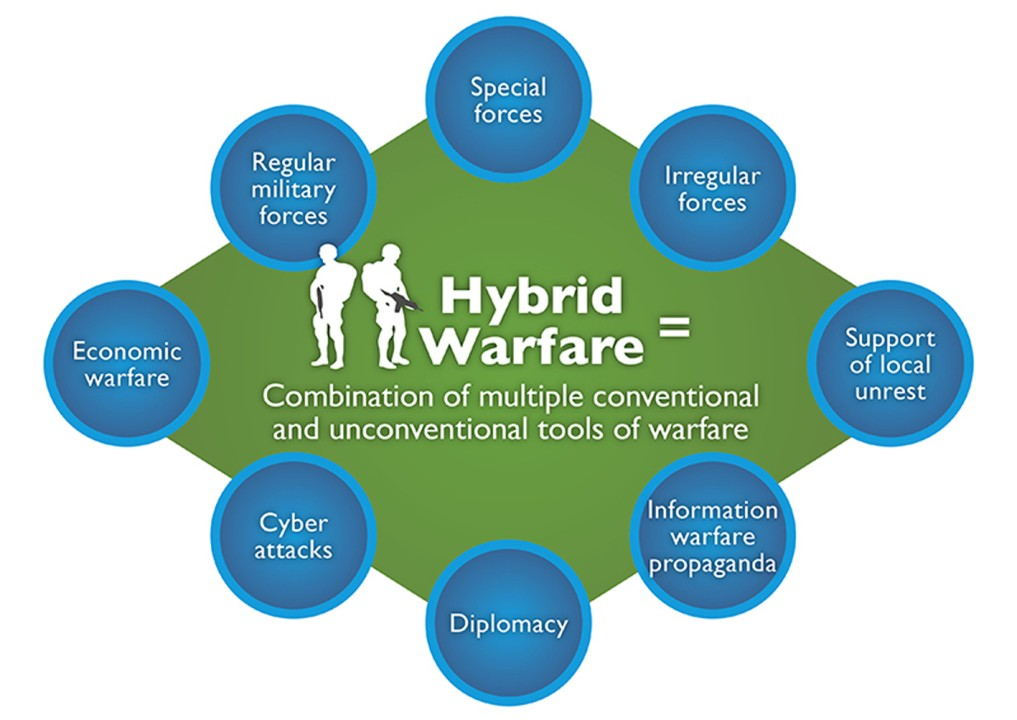 Special
forces
Regular
military
forces
Irregular
forces
Hybrid
Warfare =
Combination of multiple conventional
and unconventional tools of warfare
Economic
warfare
Support
of local
unrest
Cyber
attacks
Information
warfare
propaganda
Diplomacy